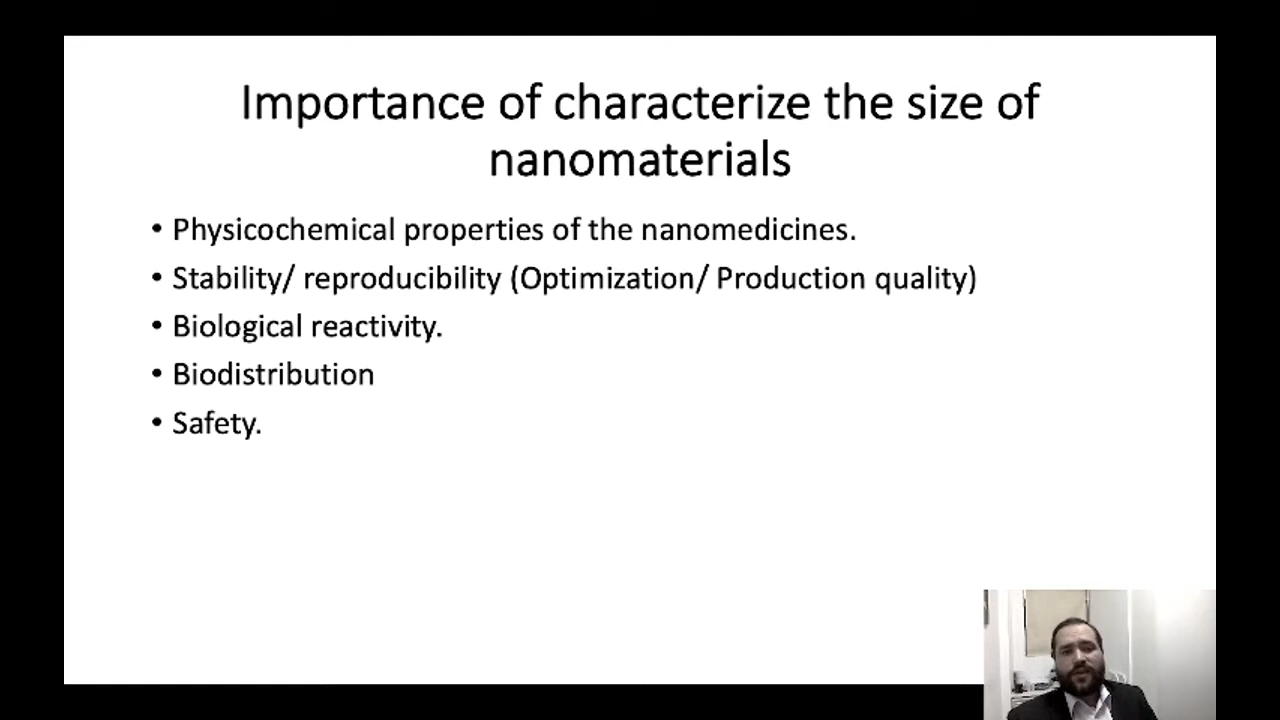 Importance of characterize the size of
nanomaterials
• Physicochemical properties of the nanomedicines.
• Stability/ reproducibility (Optimization/ Production quality)
• Biological reactivity.
• Biodistribution
• Safety.